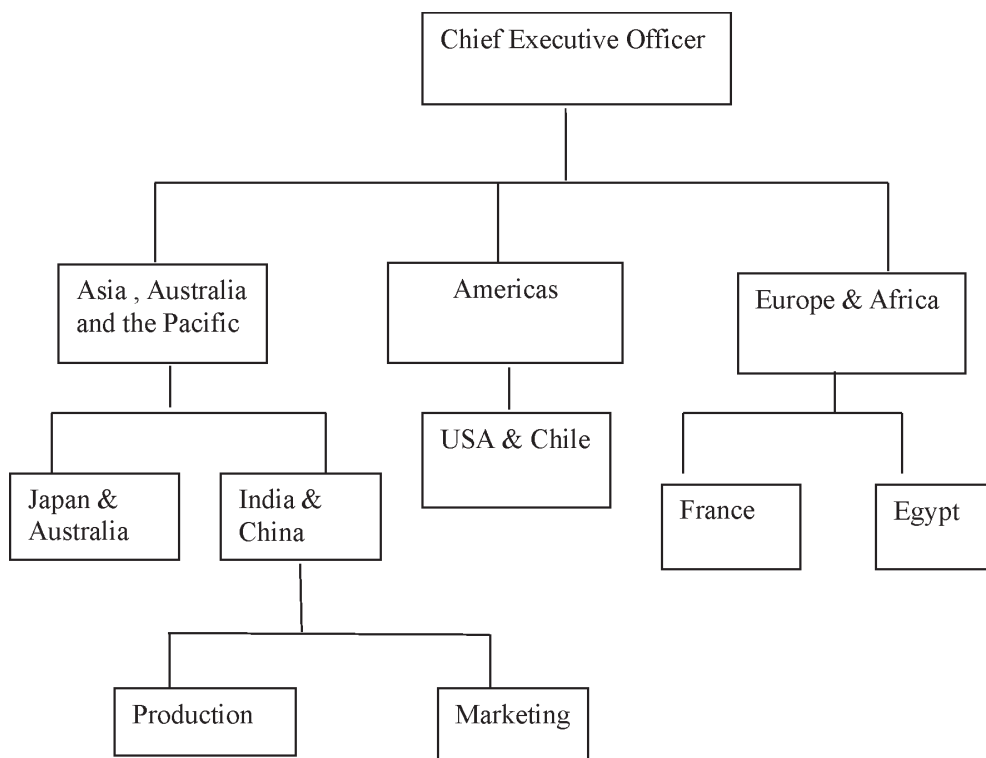 Chief Executive Officer
Asia , Australia
and the Pacific
Americas
Europe & Africa
Japan &
Australia
India &
China
USA & Chile
France
Egypt
Production
Marketing